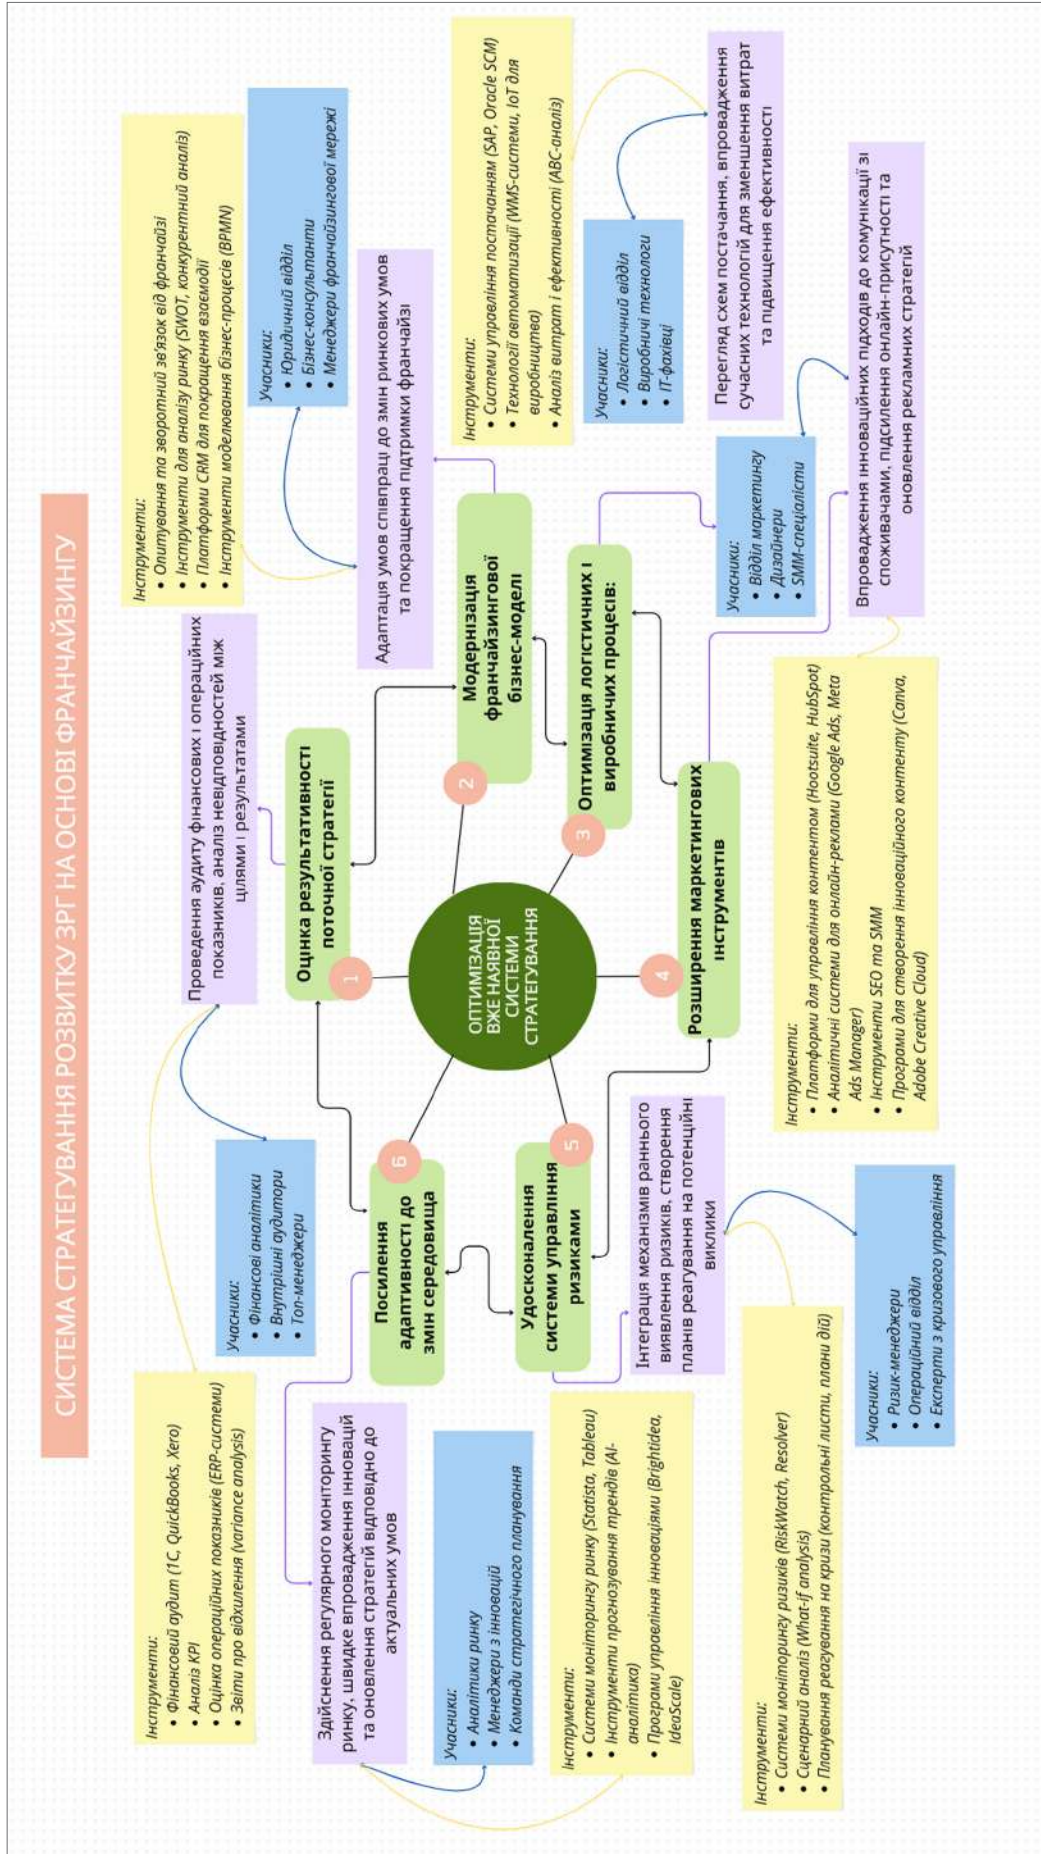 СИСТЕМА СТРАТЕГУВАННЯ РОЗВИТКУ ЗРГ НА ОСНОВІ ФРАНЧАЙЗИНГУ
ОПТИМІЗАЦІЯ
ВЖЕ НАЯВНОЇ
СИСТЕМИ
СТРАТЕГУВАННЯ
1
Оцінка результативності
поточної стратегії
Проведення аудиту фінансових і операційних
показників, аналіз невідповідностей між
цілями і результатами
Учасники:
• Фінансові аналітики
• Внутрішні аудитори
• Топ-менеджери
Інструменти:
• Фінансовий аудит (1С, QuickBooks, Xero)
• Аналіз KPI
• Оцінка операційних показників (ERP-системи)
• Звіти про відхилення (variance analysis)
2
Модернізація
франчайзингової
бізнес-моделі
Адаптація умов співпраці до змін ринкових умов
та покращення підтримки франчайзі
Учасники:
• Юридичний відділ
• Бізнес-консультанти
• Менеджери франчайзингової мережі
Інструменти:
• Опитування та зворотний зв'язок від франчайзі
• Інструменти для аналізу ринку (SWOT, конкурентний аналіз)
• Платформи CRM для покращення взаємодії
• Інструменти моделювання бізнес-процесів (BPMN)
3
Оптимізація логістичних і
виробничих процесів:
Перегляд схем постачання, впровадження
сучасних технологій для зменшення витрат
та підвищення ефективності
Учасники:
• Логістичний відділ
• Виробничі технологи
• ІТ-фахівці
Інструменти:
• Системи управління постачанням (SAP, Oracle SCM)
• Технології автоматизації (WMS-системи, IoT для
виробництва)
• Аналіз витрат і ефективності (ABC-аналіз)
4
Розширення маркетингових
інструментів
Впровадження інноваційних підходів до комунікації зі
споживачами, підсилення онлайн-присутності та
оновлення рекламних стратегій
Учасники:
• Відділ маркетингу
• Дизайнери
• SMM-спеціалісти
Інструменти:
• Платформи для управління контентом (Hootsuite, HubSpot)
• Аналітичні системи для онлайн-реклами (Google Ads, Meta
Ads Manager)
• Інструменти SEO та SMM
• Програми для створення інноваційного контенту (Canva,
Adobe Creative Cloud)
5
Удосконалення
системи управління
ризиками
Інтеграція механізмів раннього
виявлення ризиків, створення
планів реагування на потенційні
виклики
Учасники:
• Ризик-менеджери
• Операційний відділ
• Експерти з кризового управління
Інструменти:
• Системи моніторингу ризиків (RiskWatch, Resolver)
• Сценарний аналіз (What-if analysis)
• Планування реагування на кризи (контрольні листи, плани дій)
6
Посилення
адаптивності до
змін середовища
Здійснення регулярного моніторингу
ринку, швидке впровадження інновацій
та оновлення стратегій відповідно до
актуальних умов
Учасники:
• Аналітики ринку
• Менеджери з інновацій
• Команди стратегічного планування
Інструменти:
• Системи моніторингу ринку (Statista, Tableau)
• Інструменти прогнозування трендів (AI-
аналітика)
• Програми управління інноваціями (Brightidea,
IdeaScale)